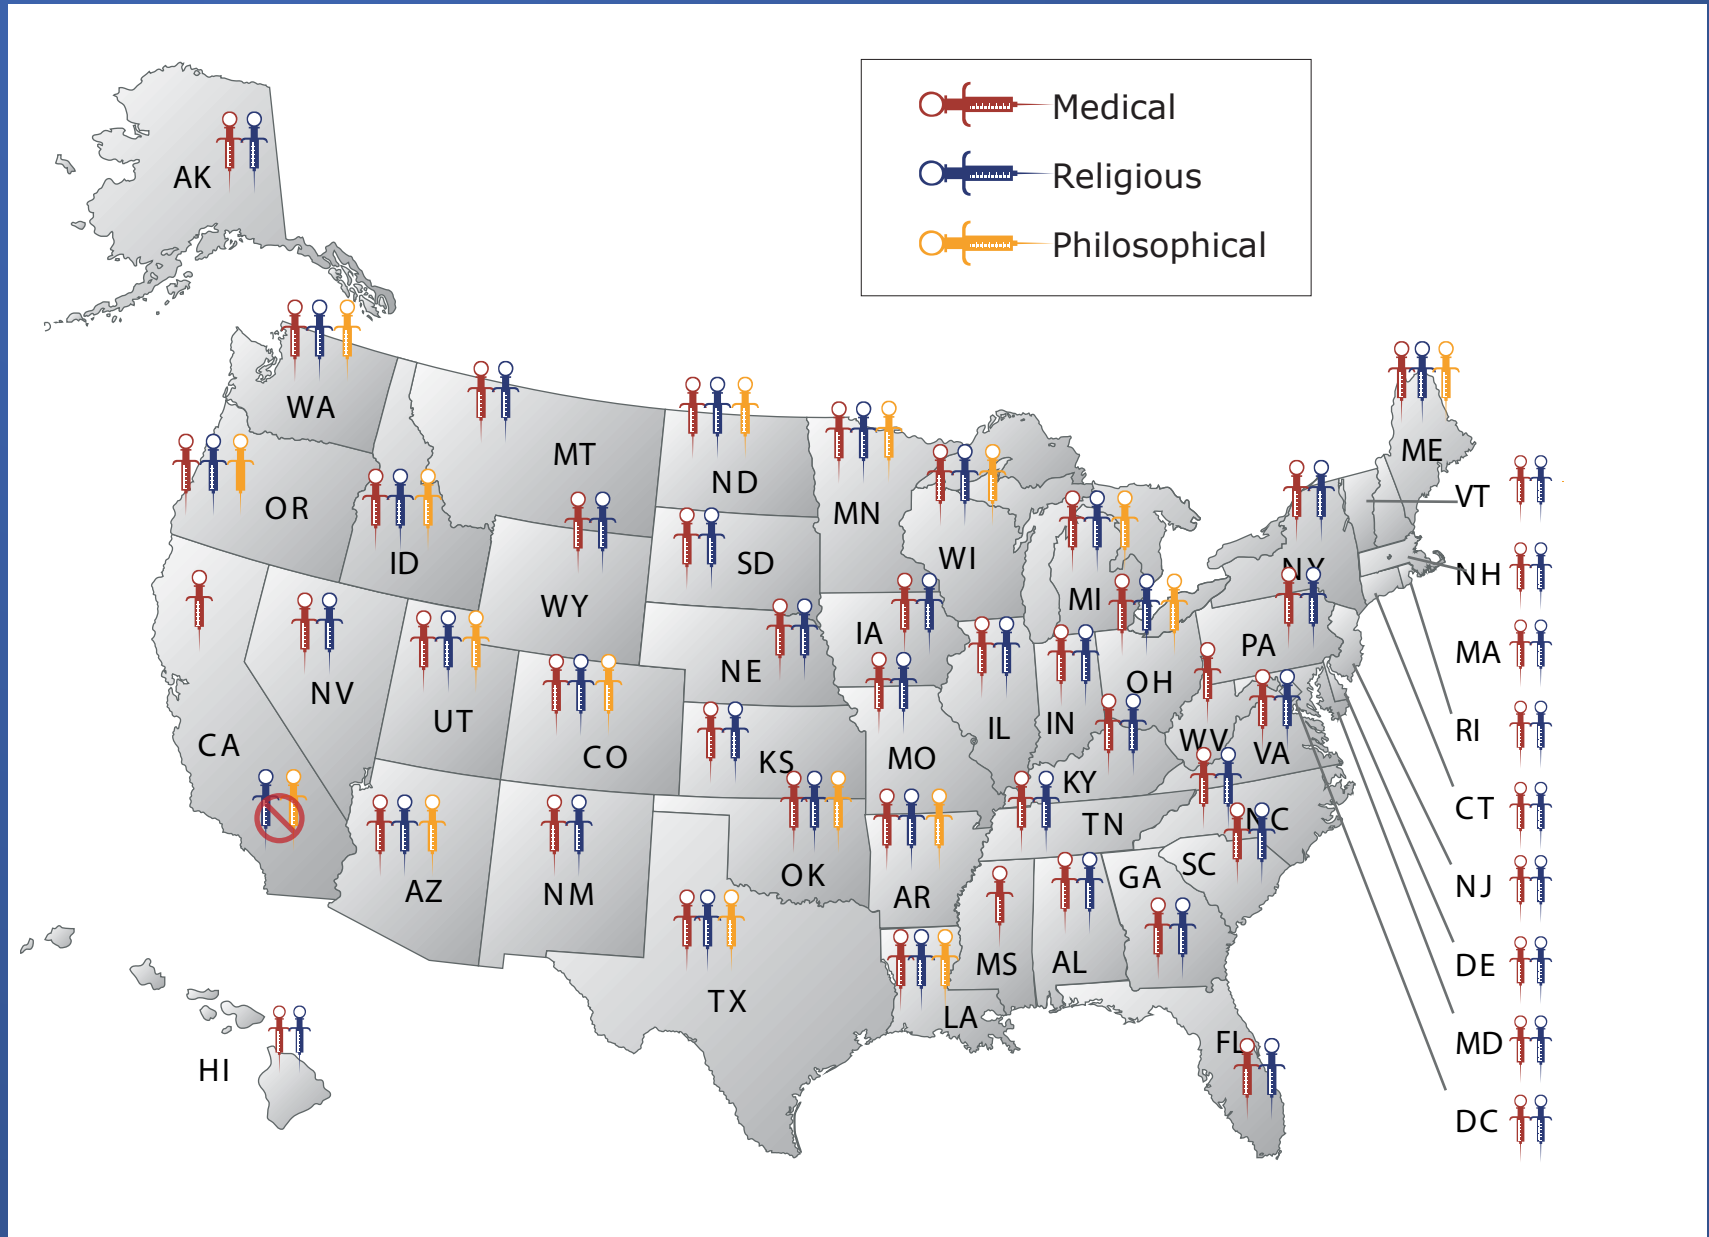 Medical
Religious
Philosophical
AK
WA
MT
ND
ME
OR
ID
MN
VT
SD
WI
NY
NH
WY
MI
IA
PA
MA
NE
OH
NV
UT
IL
IN
RI
CA
CO
KS
MO
WV
VA
KY
CT
TN
NC
AZ
NM
OK
AR
SC
GA
NJ
MS
AL
DE
TX
LA
FL
MD
HI
DC